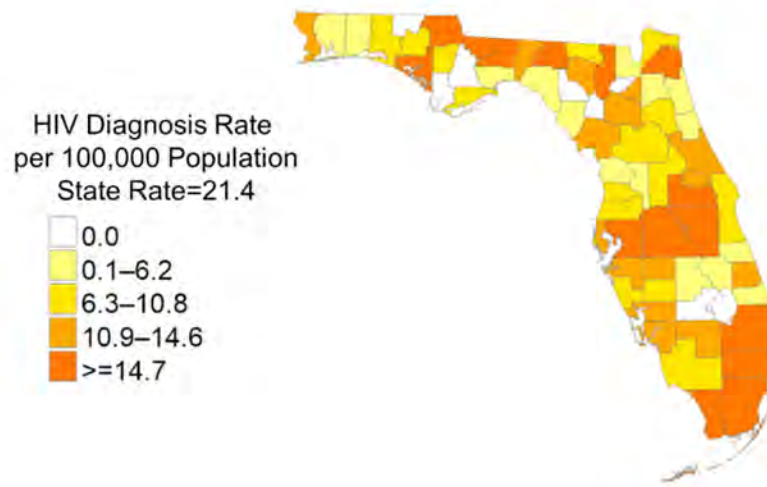 HIV Diagnosis Rate
per 100,000 Population
State Rate=21.4
0.0
0.1–6.2
6.3–10.8
10.9–14.6
>=14.7